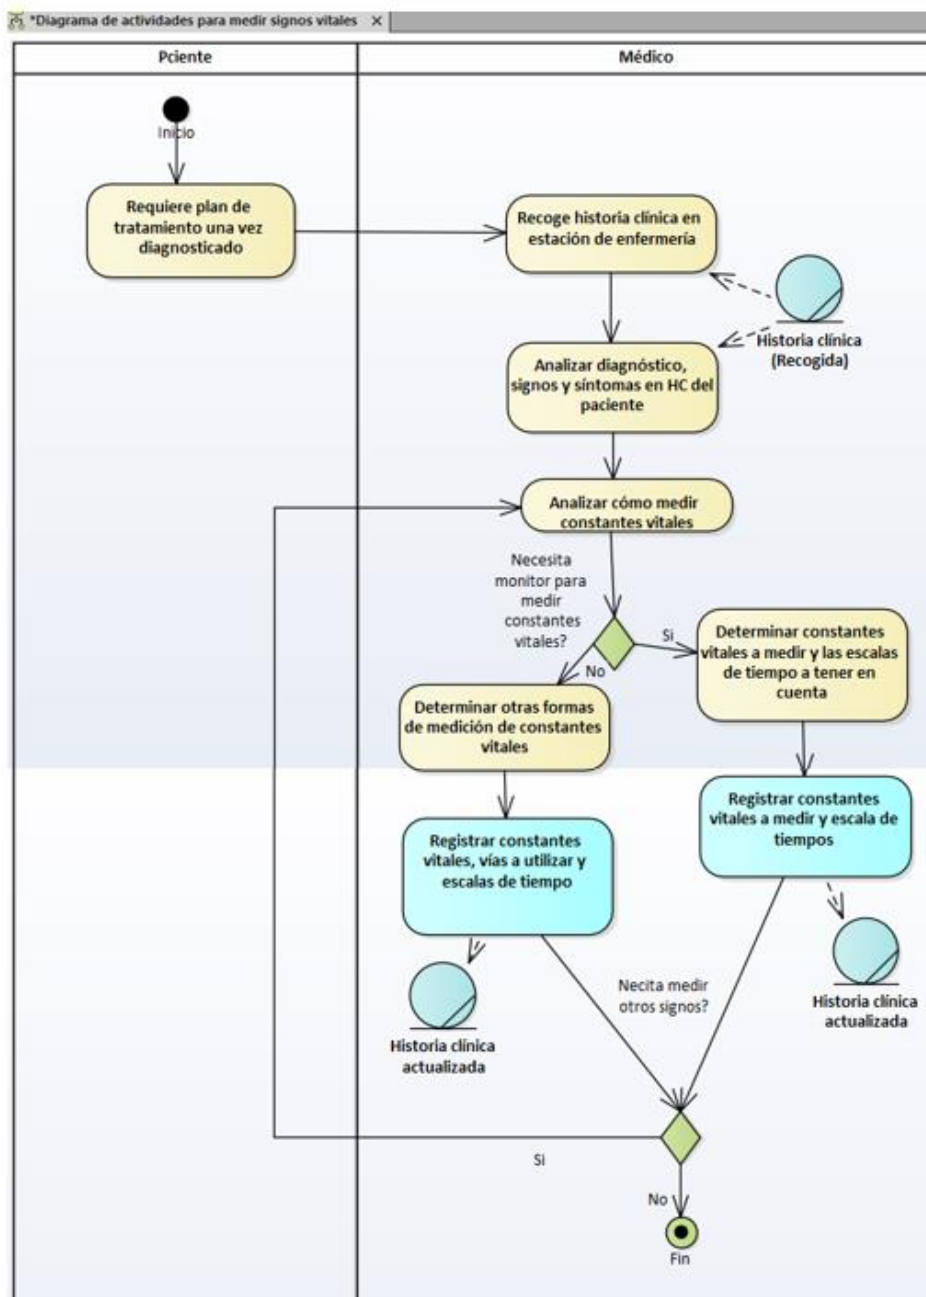 *Diagrama de actividades para medir signos vitales X
Pciente
Médico
Inicio
Requiere plan de
tratamiento una vez
diagnosticado
Recoge historia clínica en
estación de enfermería
Historia clínica
(Recogida)
Analizar diagnóstico,
signos y síntomas en HC del
paciente
Analizar cómo medir
constantes vitales
Necesita
monitor para
medir
constantes
vitales?
Si
No
Determinar constantes
vitales a medir y las escalas
de tiempo a tener en
cuenta
Determinar otras formas
de medición de constantes
vitales
Registrar constantes
vitales a medir y escala de
tiempos
Registrar constantes
vitales, vías a utilizar y
escalas de tiempo
Historia clínica
actualizada
Necita medir
otros signos?
Historia clínica
actualizada
Si
No
Fin